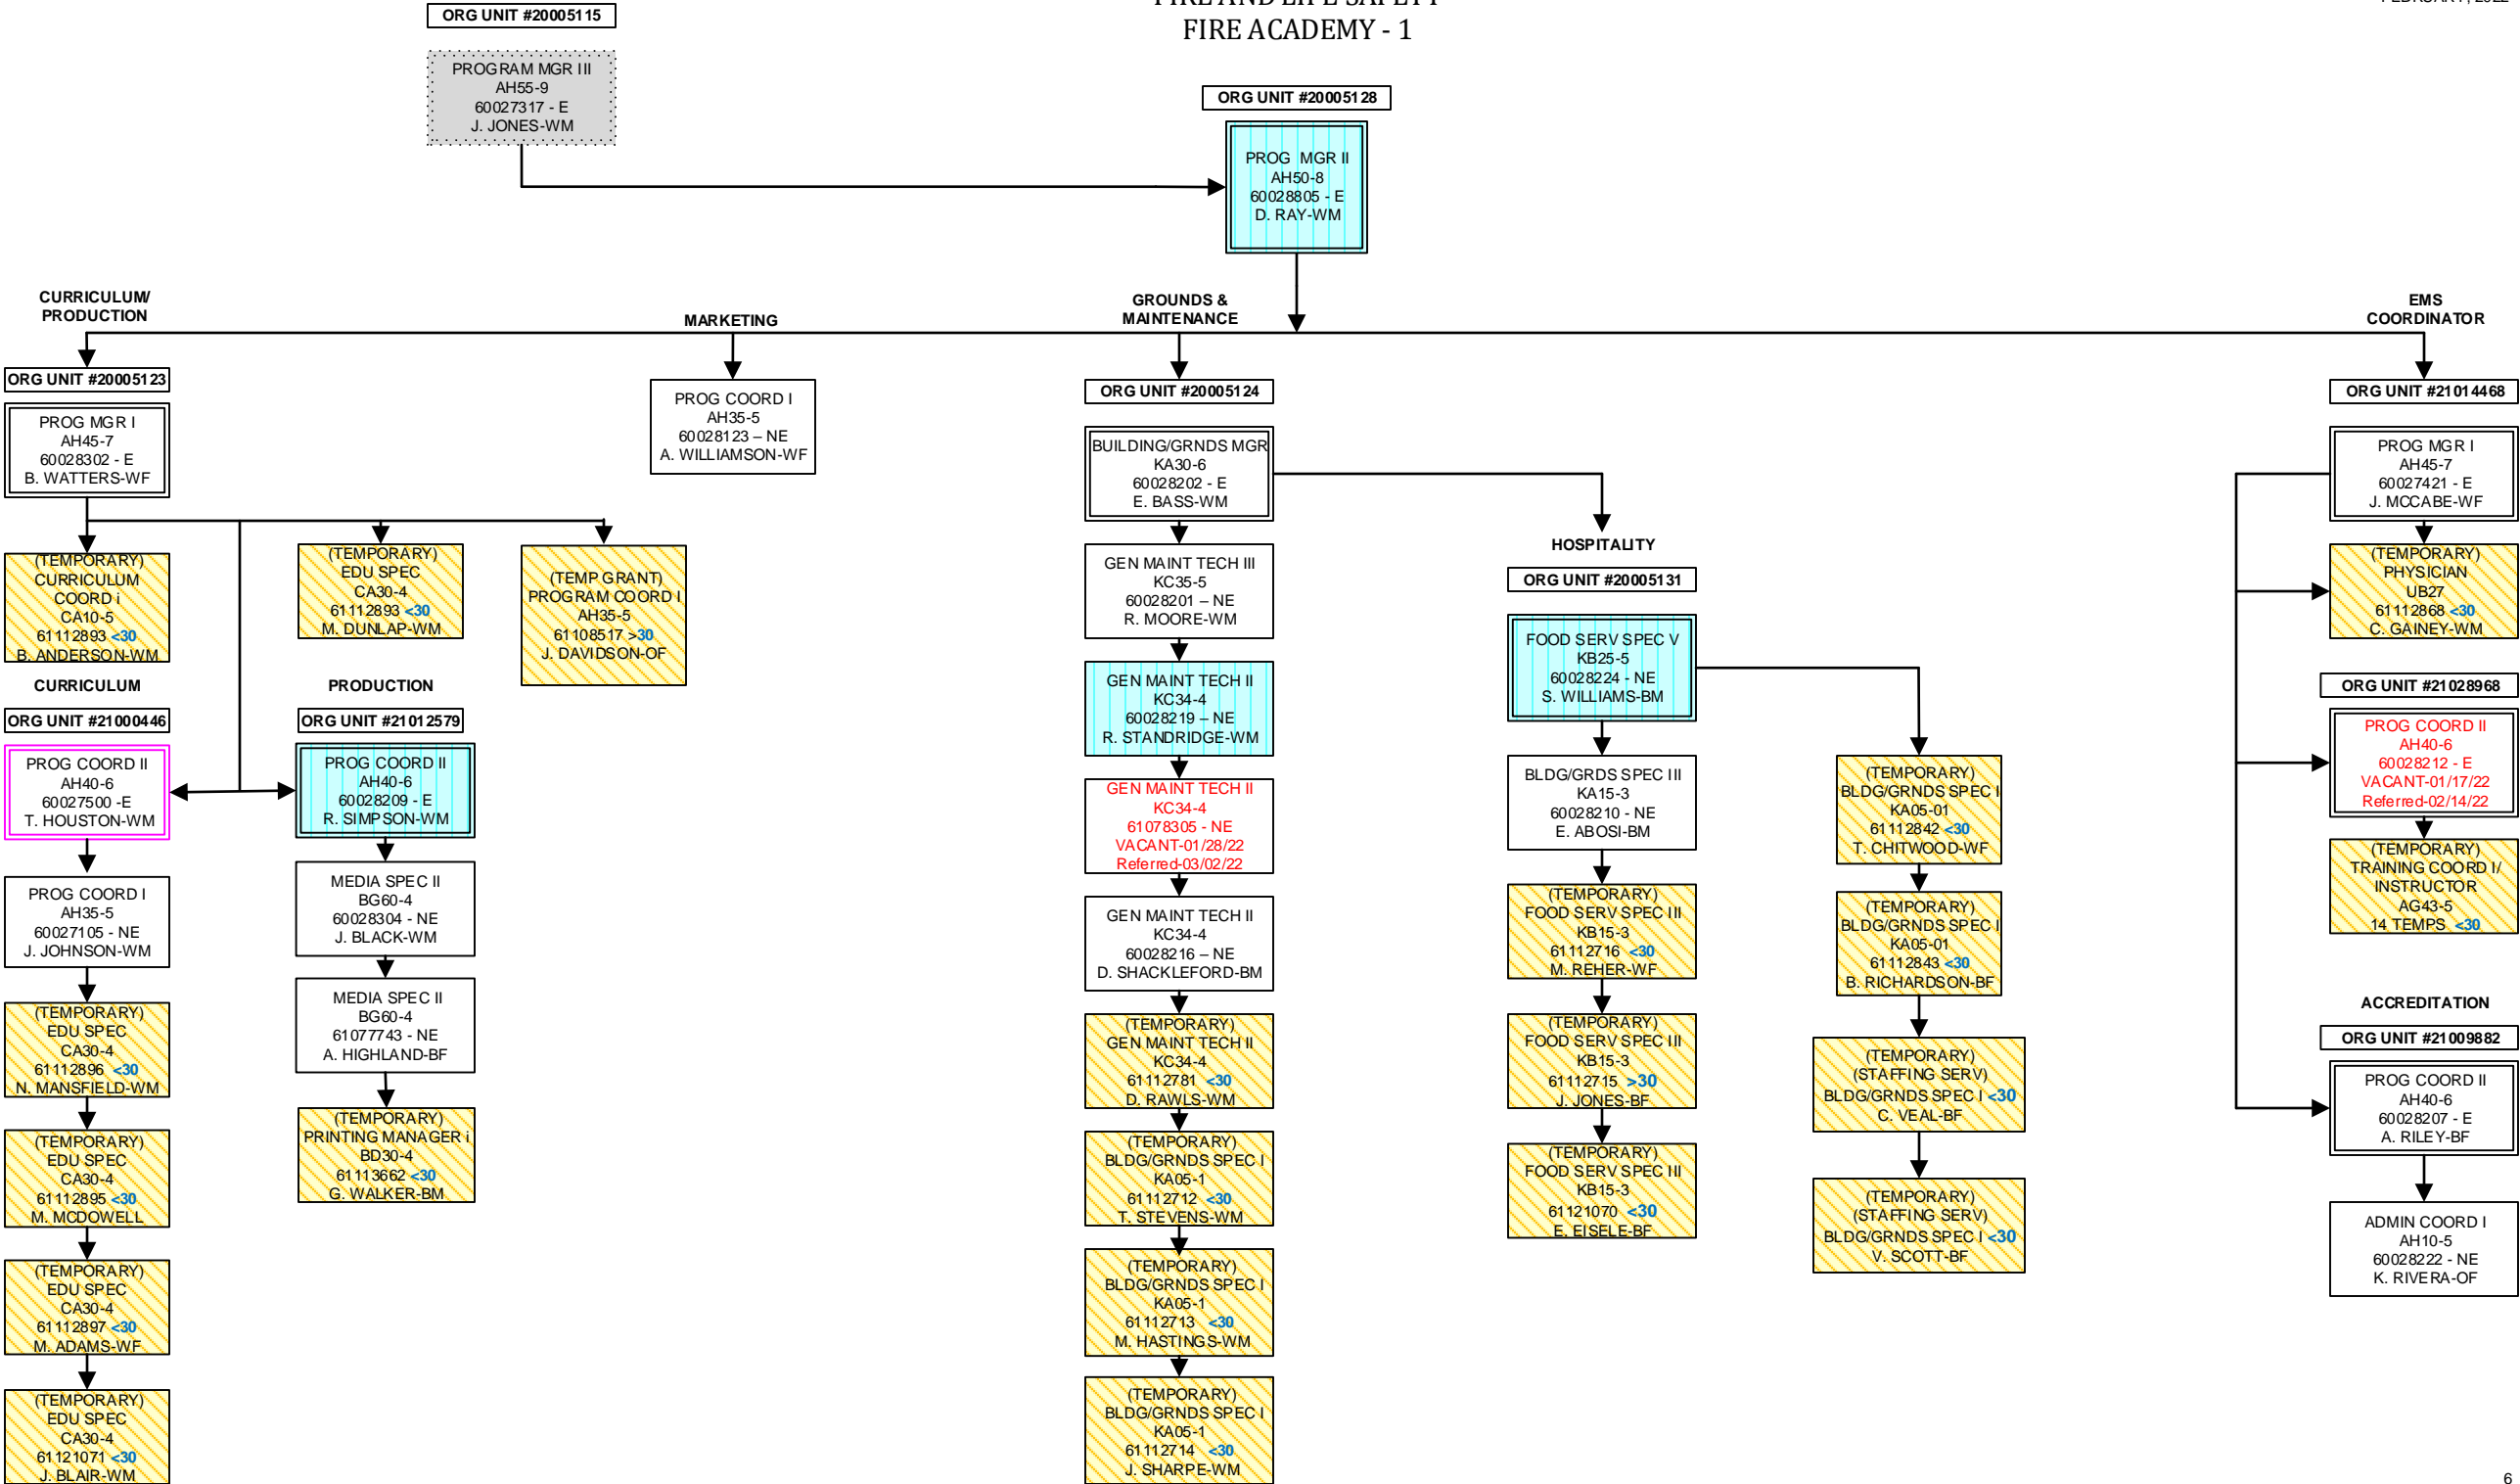 FIRE AND LIFE SAFETY
FIRE ACADEMY - 1
FEBRUARY, 2022
ORG UNIT #20005115
PROGRAM MGR III
AH55-9
60027317 - E
J. JONES-WM
ORG UNIT #20005128
PROG MGR II
AH50-8
60028805 - E
D. RAY-WM
CURRICULUM/
PRODUCTION
MARKETING
GROUNDS &
MAINTENANCE
EMS
COORDINATOR
ORG UNIT #20005123
PROG MGR I
AH45-7
60028302 - E
B. WATTERS-WF
(TEMPORARY)
CURRICULUM
COORD i
CA10-5
61112893 <30
B. ANDERSON-WM
(TEMPORARY)
EDU SPEC
CA30-4
61112893 <30
M. DUNLAP-WM
(TEMP GRANT)
PROGRAM COORD I
AH35-5
61108517 >30
J. DAVIDSON-OF
CURRICULUM
ORG UNIT #21000446
PROG COORD II
AH40-6
60027500 -E
T. HOUSTON-WM
PROG COORD I
AH35-5
60027105 - NE
J. JOHNSON-WM
(TEMPORARY)
EDU SPEC
CA30-4
61112896 <30
N. MANSFIELD-WM
(TEMPORARY)
EDU SPEC
CA30-4
61112895 <30
M. MCDOWELL
(TEMPORARY)
EDU SPEC
CA30-4
61112897 <30
M. ADAMS-WF
(TEMPORARY)
EDU SPEC
CA30-4
61121071 <30
J. BLAIR-WM
PRODUCTION
ORG UNIT #21012579
PROG COORD II
AH40-6
60028209 - E
R. SIMPSON-WM
MEDIA SPEC II
BG60-4
60028304 - NE
J. BLACK-WM
MEDIA SPEC II
BG60-4
61077743 - NE
A. HIGHLAND-BF
(TEMPORARY)
PRINTING MANAGER i
BD30-4
61113662 <30
G. WALKER-BM
PROG COORD I
AH35-5
60028123 – NE
A. WILLIAMSON-WF
ORG UNIT #20005124
BUILDING/GRNDS MGR
KA30-6
60028202 - E
E. BASS-WM
GEN MAINT TECH III
KC35-5
60028201 – NE
R. MOORE-WM
GEN MAINT TECH II
KC34-4
60028219 – NE
R. STANDRIDGE-WM
GEN MAINT TECH II
KC34-4
61078305 - NE
VACANT-01/28/22
Referred-03/02/22
GEN MAINT TECH II
KC34-4
60028216 – NE
D. SHACKLEFORD-BM
(TEMPORARY)
GEN MAINT TECH II
KC34-4
61112781 <30
D. RAWLS-WM
(TEMPORARY)
BLDG/GRNDS SPEC I
KA05-1
61112712 <30
T. STEVENS-WM
(TEMPORARY)
BLDG/GRNDS SPEC I
KA05-1
61112713 <30
M. HASTINGS-WM
(TEMPORARY)
BLDG/GRNDS SPEC I
KA05-1
61112714 <30
J. SHARPE-WM
HOSPITALITY
ORG UNIT #20005131
FOOD SERV SPEC V
KB25-5
60028224 - NE
S. WILLIAMS-BM
BLDG/GRDS SPEC III
KA15-3
60028210 - NE
E. ABOSI-BM
(TEMPORARY)
FOOD SERV SPEC III
KB15-3
61112716 <30
M. REHER-WF
(TEMPORARY)
FOOD SERV SPEC III
KB15-3
61112715 >30
J. JONES-BF
(TEMPORARY)
FOOD SERV SPEC III
KB15-3
61121070 <30
E. EISELE-BF
(TEMPORARY)
BLDG/GRNDS SPEC I
KA05-01
61112842 <30
T. CHITWOOD-WF
(TEMPORARY)
BLDG/GRNDS SPEC I
KA05-01
61112843 <30
B. RICHARDSON-BF
(TEMPORARY)
(STAFFING SERV)
BLDG/GRNDS SPEC I <30
C. VEAL-BF
(TEMPORARY)
(STAFFING SERV)
BLDG/GRNDS SPEC I <30
V. SCOTT-BF
ORG UNIT #21014468
PROG MGR I
AH45-7
60027421 - E
J. MCCABE-WF
(TEMPORARY)
PHYSICIAN
UB27
61112868 <30
C. GAINEY-WM
ORG UNIT #21028968
PROG COORD II
AH40-6
60028212 - E
VACANT-01/17/22
Referred-02/14/22
(TEMPORARY)
TRAINING COORD I/
INSTRUCTOR
AG43-5
14 TEMPS <30
ACCREDITATION
ORG UNIT #21009882
PROG COORD II
AH40-6
60028207 - E
A. RILEY-BF
ADMIN COORD I
AH10-5
60028222 - NE
K. RIVERA-OF
6